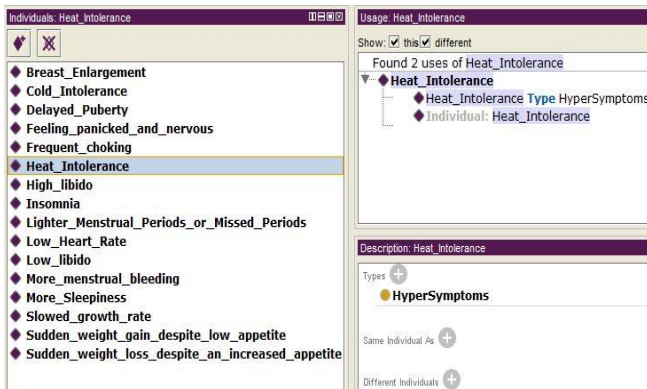 Individuals: Heat_Intolerance
Breast_Enlargement
Cold_Intolerance
Delayed_Puberty
Feeling_panicked_and_nervous
Frequent_choking
Heat_Intolerance
High_libido
Insomnia
Lighter_Menstrual_Periods_or_Missed_Periods
Low_Heart_Rate
Low_libido
More_menstrual_bleeding
More_Sleepiness
Slowed_growth_rate
Sudden_weight_gain_despite_low_appetite
Sudden_weight_loss_despite_an_increased_appetite
Usage: Heat_Intolerance
Show: this different
Found 2 uses of Heat_Intolerance
Heat_Intolerance
Heat_Intolerance Type HyperSymptoms
Individual: Heat_Intolerance
Description: Heat_Intolerance
Types
HyperSymptoms
Same Individual As
Different Individuals